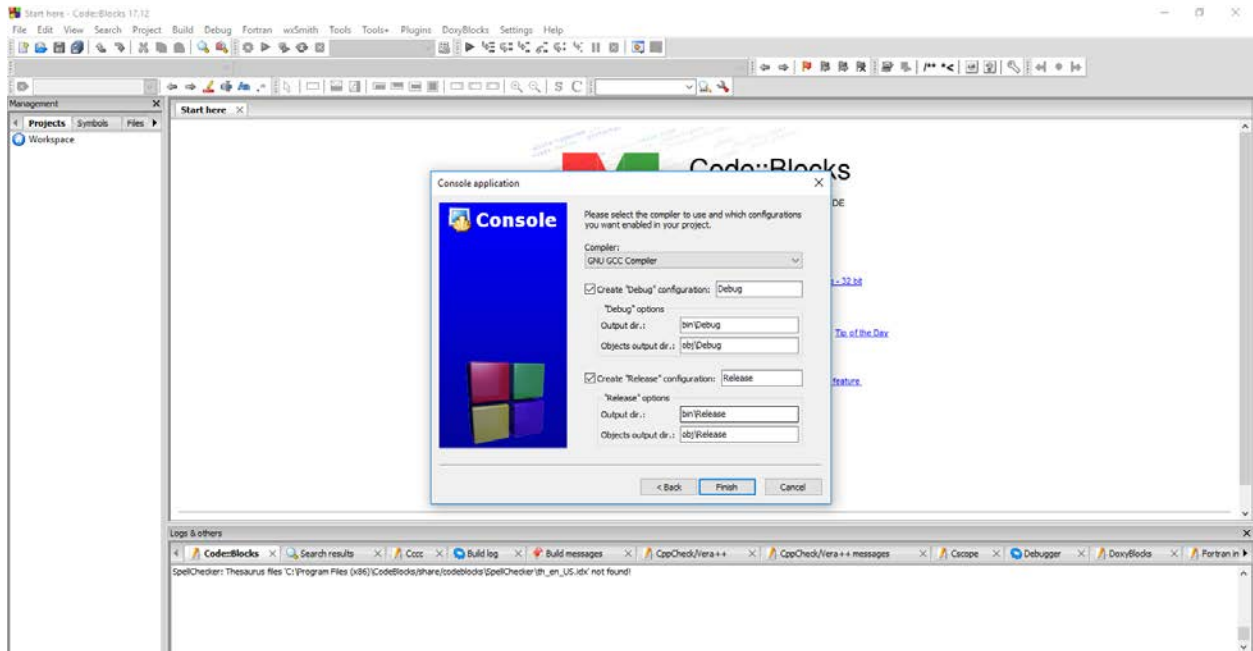 Start here - Code::Blocks 17.12
File Edit View Search Project Build Debug Fortran wxSmith Tools Tools+ Plugins DoxyBlocks Settings Help
Management
Projects Symbols Files
Workspace
Start here
Code::Blocks
DE
- 32 bit
Tip of the Day
feature
Console application
Console
Please select the compiler to use and which configurations
you want enabled in your project.
Compiler:
GNU GCC Compiler
Create "Debug" configuration: Debug
"Debug" options
Output dir.: bin\Debug
Objects output dir.: obj\Debug
Create "Release" configuration: Release
"Release" options
Output dir.: bin\Release
Objects output dir.: obj\Release
< Back Finish Cancel
Logs & others
Code::Blocks Search results Cccc Build log Build messages CppCheck/Vera++ CppCheck/Vera++ messages Cscope Debugger DoxyBlocks Fortran in
SpellChecker: Thesaurus files 'C:\Program Files (x86)\CodeBlocks/share/codeblocks\SpellChecker\th_en_US.idx' not found!